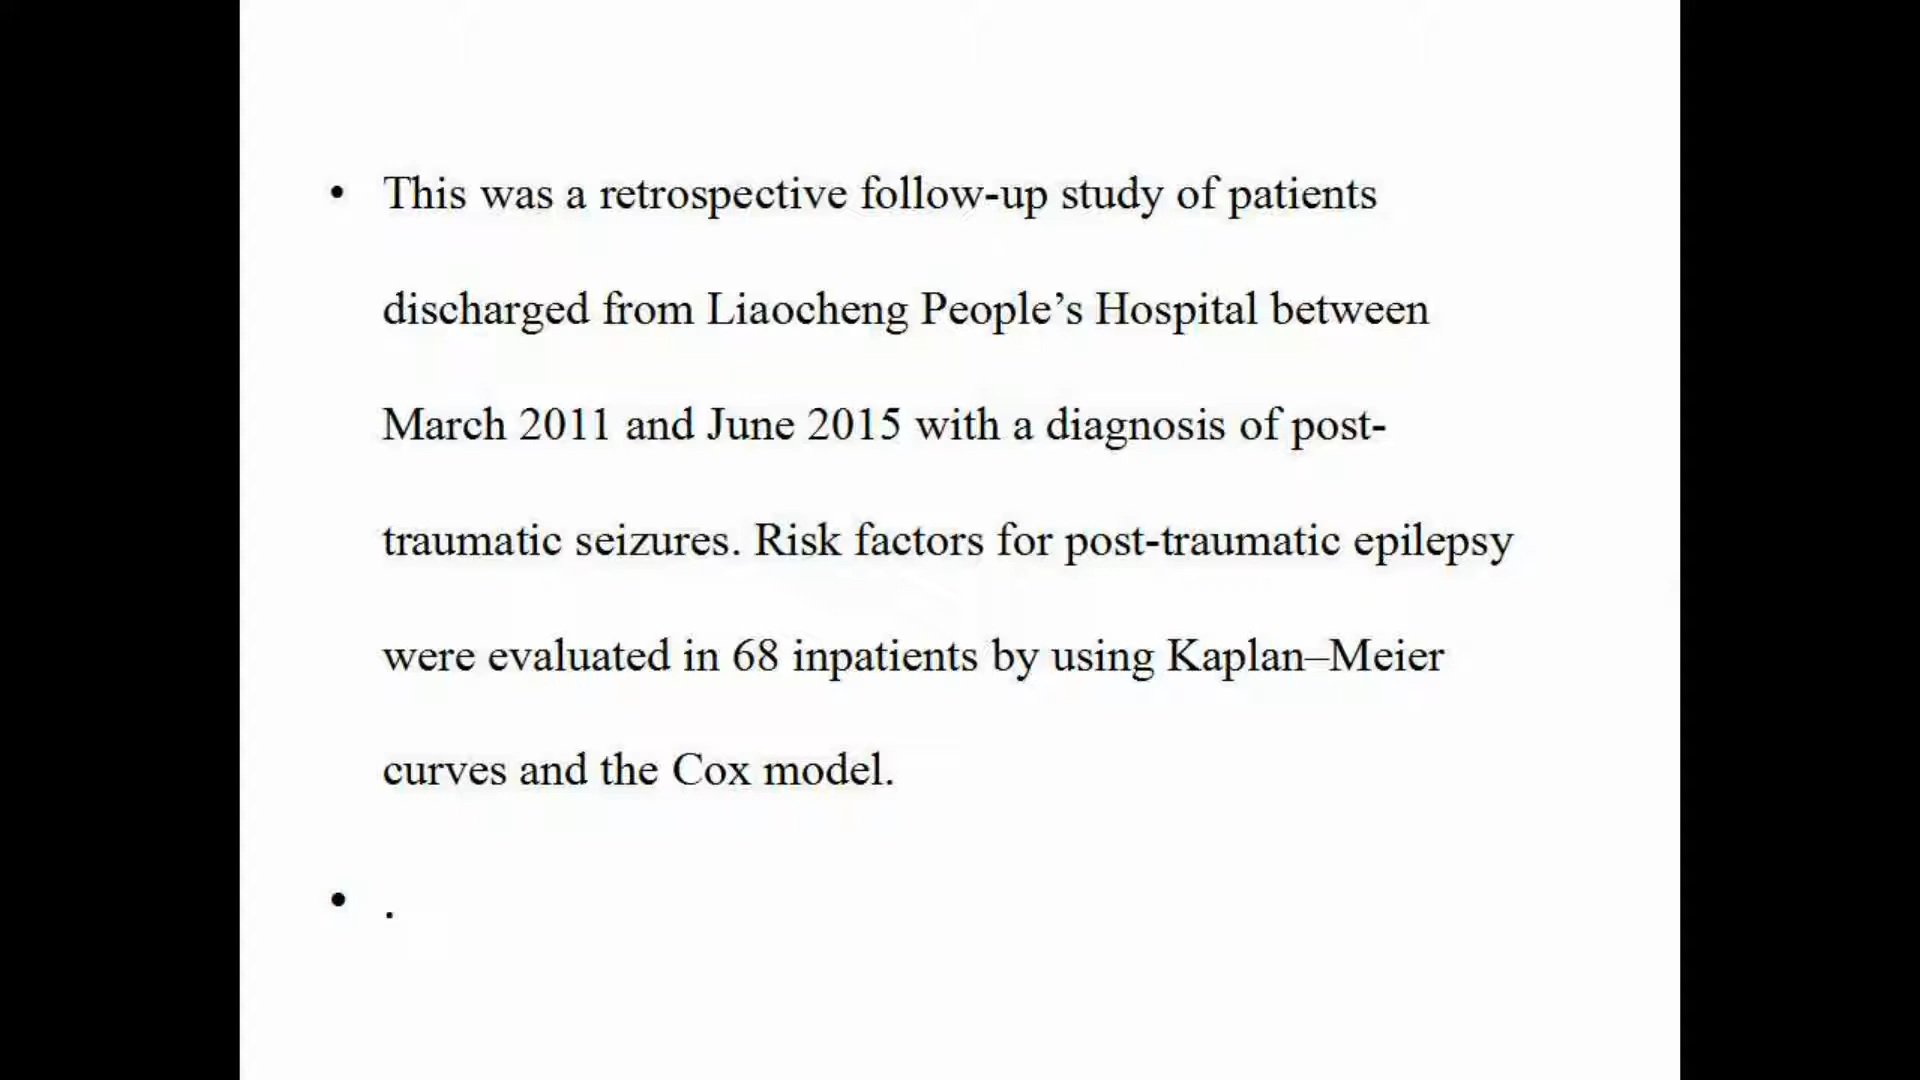 • This was a retrospective follow-up study of patients
discharged from Liaocheng People’s Hospital between
March 2011 and June 2015 with a diagnosis of post-
traumatic seizures. Risk factors for post-traumatic epilepsy
were evaluated in 68 inpatients by using Kaplan–Meier
curves and the Cox model.
• .